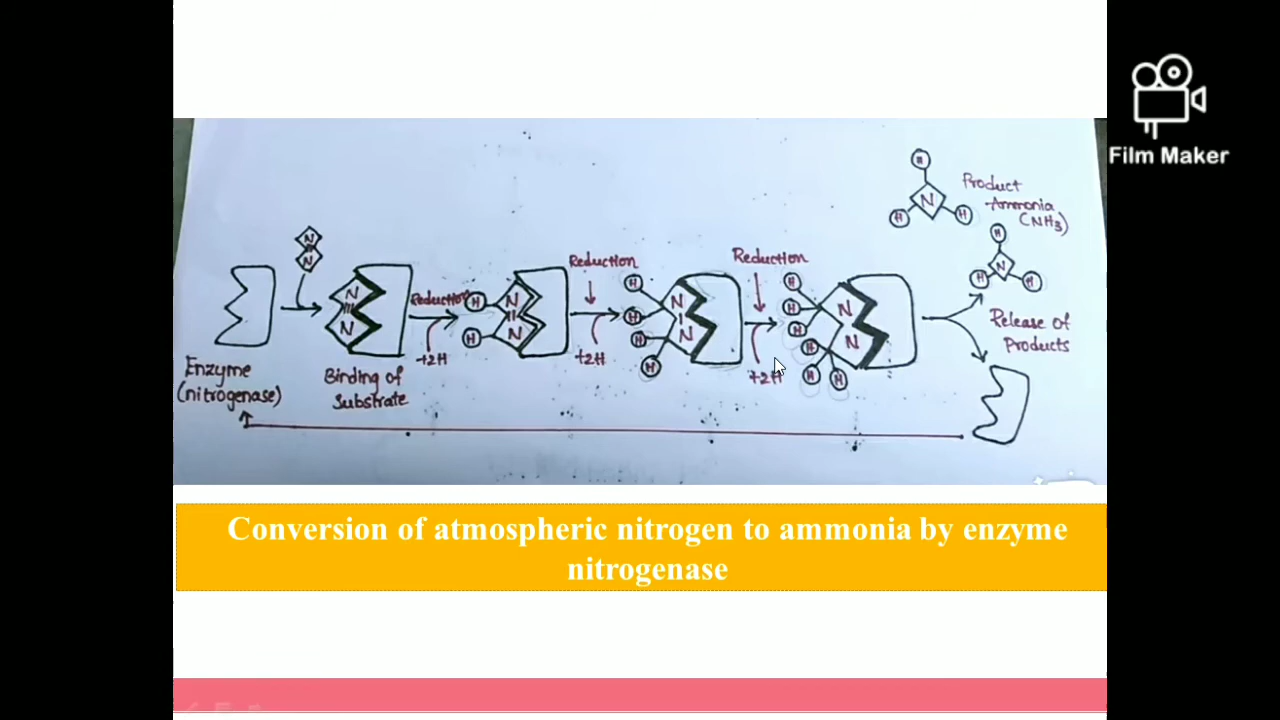 Film Maker
Product
Ammonia
(NH3)
Reduction
Reduction
Reduction
N
N
N
N
H
H
N
N
H
H
H
H
N
N
H
H
H
H
H
H
N
N
H
H
H
N
H
H
H
N
+2H
+2H
+2H
Enzyme
(nitrogenase)
Binding of
Substrate
Release of
Products
Conversion of atmospheric nitrogen to ammonia by enzyme
nitrogenase